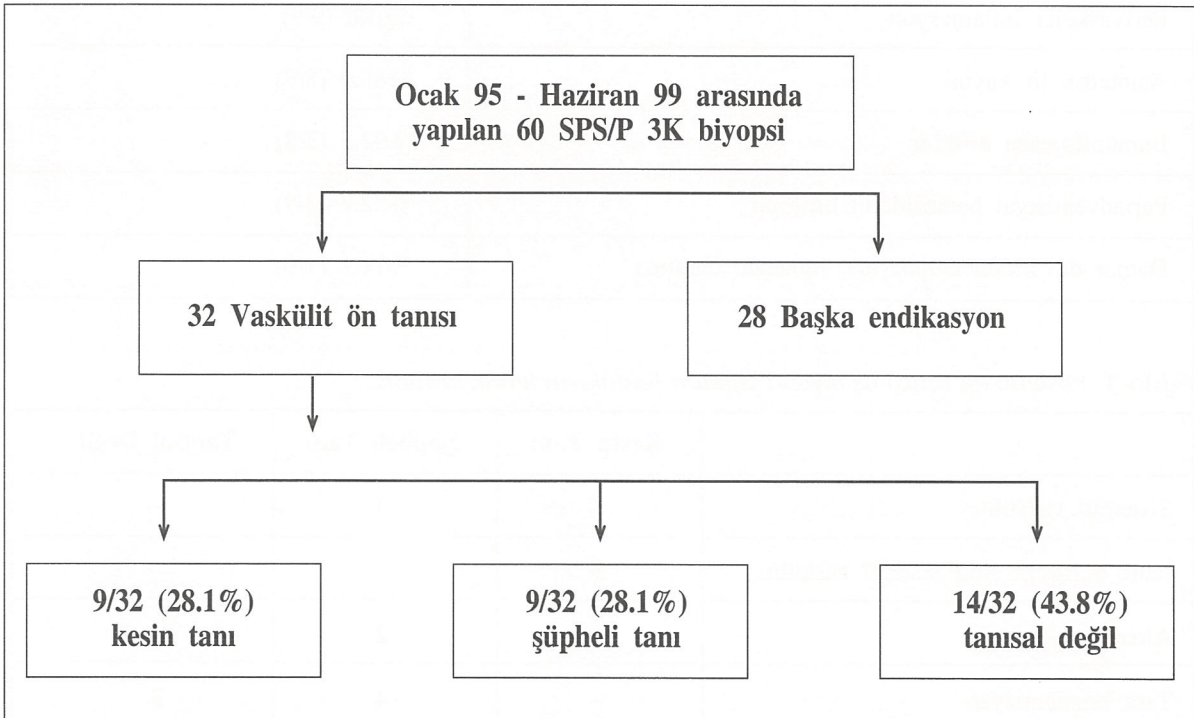 Ocak 95 - Haziran 99 arasında
yapılan 60 SPS/P 3K biyopsi
32 Vaskülit ön tanısı
28 Başka endikasyon
9/32 (28.1%)
kesin tanı
9/32 (28.1%)
şüpheli tanı
14/32 (43.8%)
tanısal değil